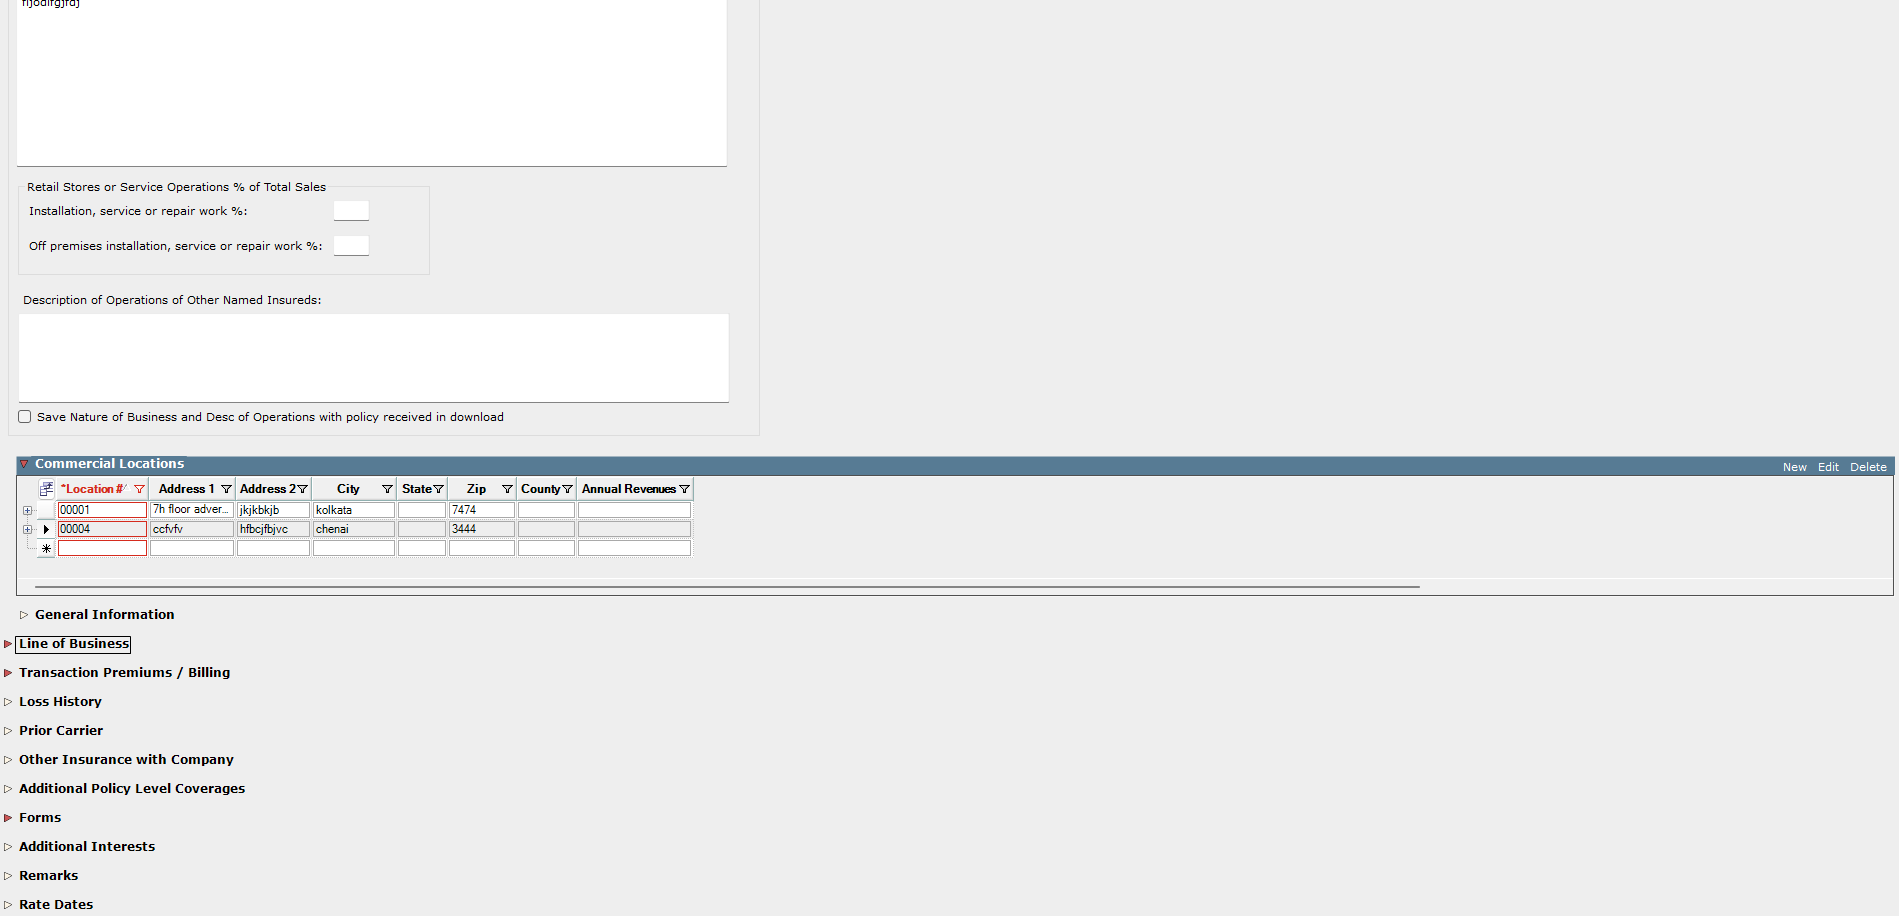 Retail Stores or Service Operations % of Total Sales
Installation, service or repair work %:
Off premises installation, service or repair work %:
Description of Operations of Other Named Insureds:
Save Nature of Business and Desc of Operations with policy received in download
Commercial Locations New Edit Delete
*Location # Address 1 Address 2 City State Zip County Annual Revenues
00001 7h floor adver... jkjkbkjb kolkata 7474
00004 ccfvfv hfbcjfbjvc chenai 3444
General Information
Line of Business
Transaction Premiums / Billing
Loss History
Prior Carrier
Other Insurance with Company
Additional Policy Level Coverages
Forms
Additional Interests
Remarks
Rate Dates